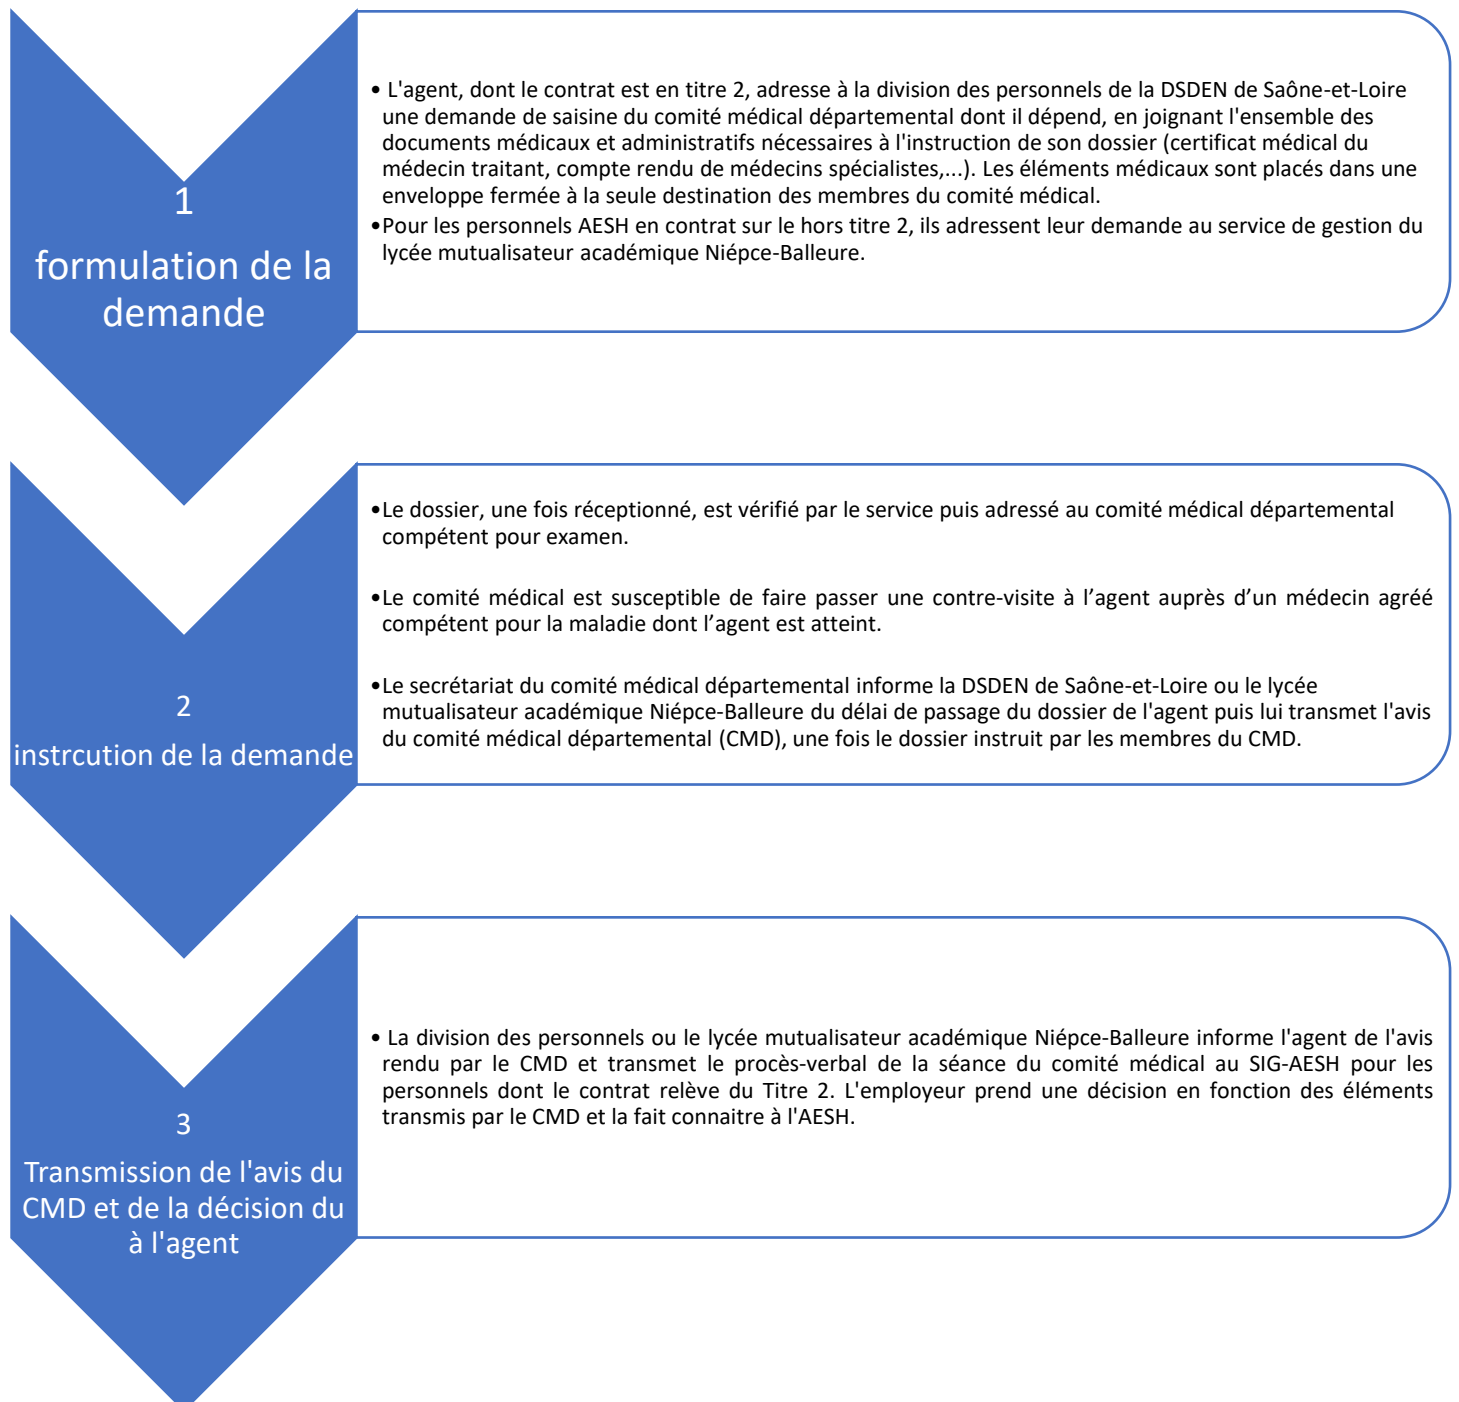 1
formulation de la
demande
• L'agent, dont le contrat est en titre 2, adresse à la division des personnels de la DSDEN de Saône-et-Loire
une demande de saisine du comité médical départemental dont il dépend, en joignant l'ensemble des
documents médicaux et administratifs nécessaires à l'instruction de son dossier (certificat médical du
médecin traitant, compte rendu de médecins spécialistes,...). Les éléments médicaux sont placés dans une
enveloppe fermée à la seule destination des membres du comité médical.
•Pour les personnels AESH en contrat sur le hors titre 2, ils adressent leur demande au service de gestion du
lycée mutualisateur académique Niépce-Balleure.
2
instrcution de la demande
•Le dossier, une fois réceptionné, est vérifié par le service puis adressé au comité médical départemental
compétent pour examen.
•Le comité médical est susceptible de faire passer une contre-visite à l’agent auprès d’un médecin agréé
compétent pour la maladie dont l’agent est atteint.
•Le secrétariat du comité médical départemental informe la DSDEN de Saône-et-Loire ou le lycée
mutualisateur académique Niépce-Balleure du délai de passage du dossier de l'agent puis lui transmet l'avis
du comité médical départemental (CMD), une fois le dossier instruit par les membres du CMD.
3
Transmission de l'avis du
CMD et de la décision du
à l'agent
• La division des personnels ou le lycée mutualisateur académique Niépce-Balleure informe l'agent de l'avis
rendu par le CMD et transmet le procès-verbal de la séance du comité médical au SIG-AESH pour les
personnels dont le contrat relève du Titre 2. L'employeur prend une décision en fonction des éléments
transmis par le CMD et la fait connaitre à l'AESH.